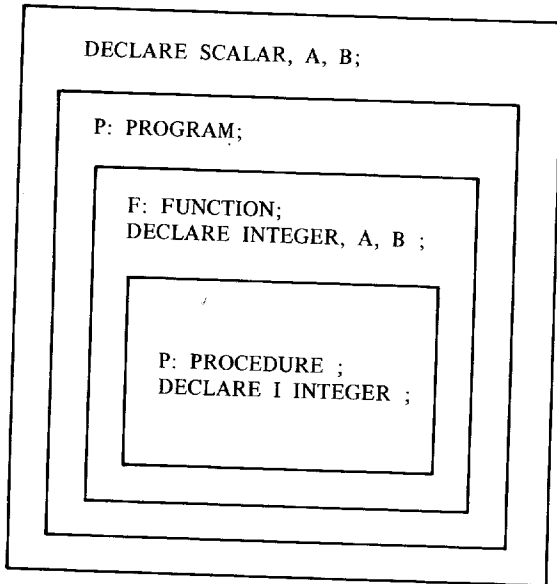 DECLARE SCALAR, A, B;
P: PROGRAM;
F: FUNCTION;
DECLARE INTEGER, A, B ;
P: PROCEDURE ;
DECLARE I INTEGER ;